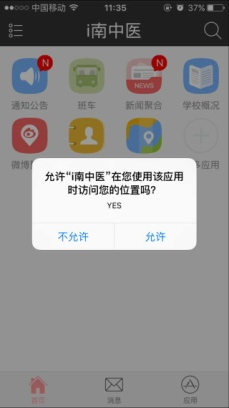 中国移动 11:35 37%
i南中医
N N
NEWS
通知公告 班车 新闻聚合 学校概况
微博
多应用
允许“i南中医”在您使用该应用
时访问您的位置吗?
YES
不允许 允许
首页 消息 应用